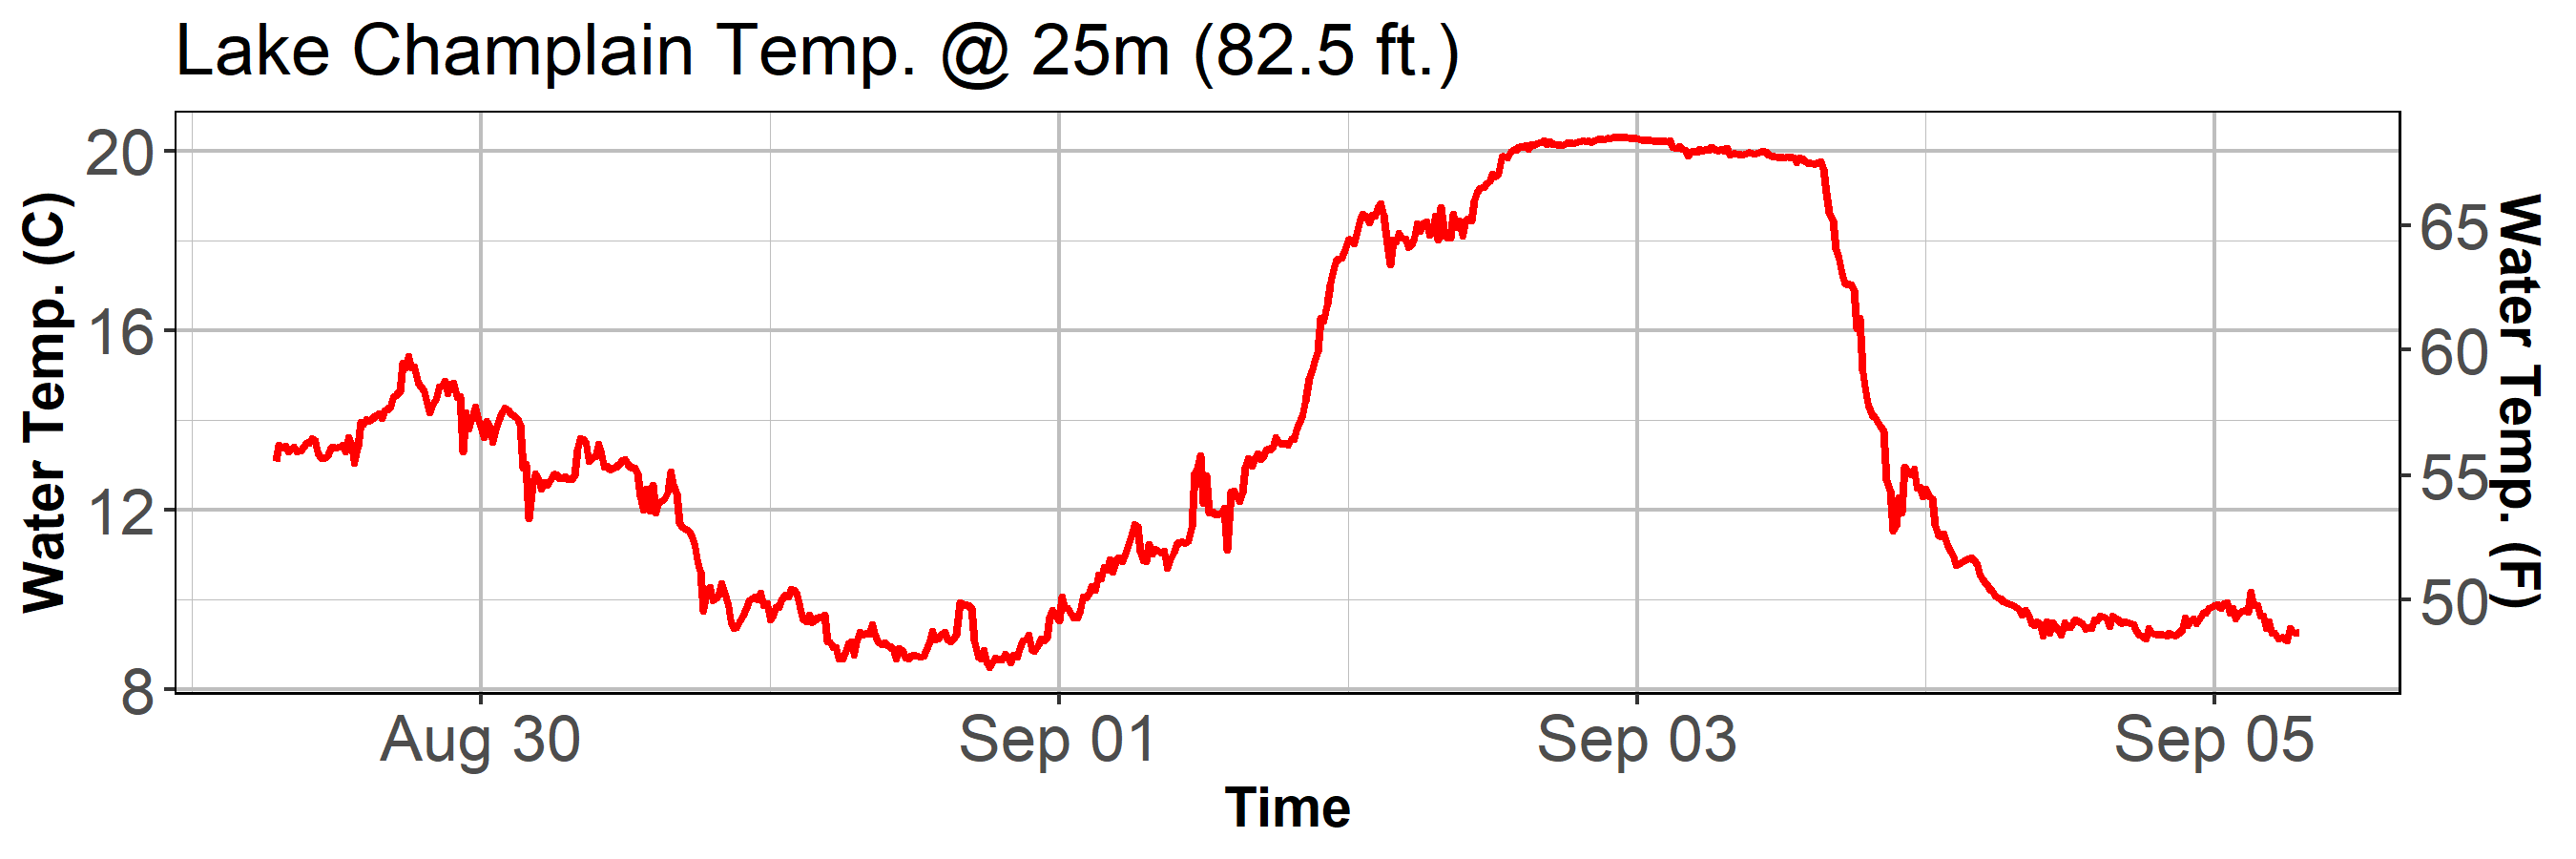 Lake Champlain Temp. @ 25m (82.5 ft.)
Water Temp. (C)
20
16
12
8
65
60
55
50
Water Temp. (F)
Aug 30
Sep 01
Sep 03
Sep 05
Time